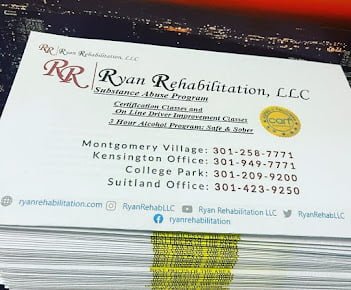 RR Ryan Rehabilitation, LLC
RR Ryan Rehabilitation, LLC
Substance Abuse Program
Certification Classes and
On Line Driver Improvement Classes
3 Hour Alcohol Program: Safe & Sober
carf
Montgomery Village: 301-258-7771
Kensington Office: 301-949-7771
College Park: 301-209-9200
Suitland Office: 301-423-9250
ryanrehabilitation.com RyanRehabLLC Ryan Rehabilitation LLC RyanRehabLLC
ryanrehabilitation